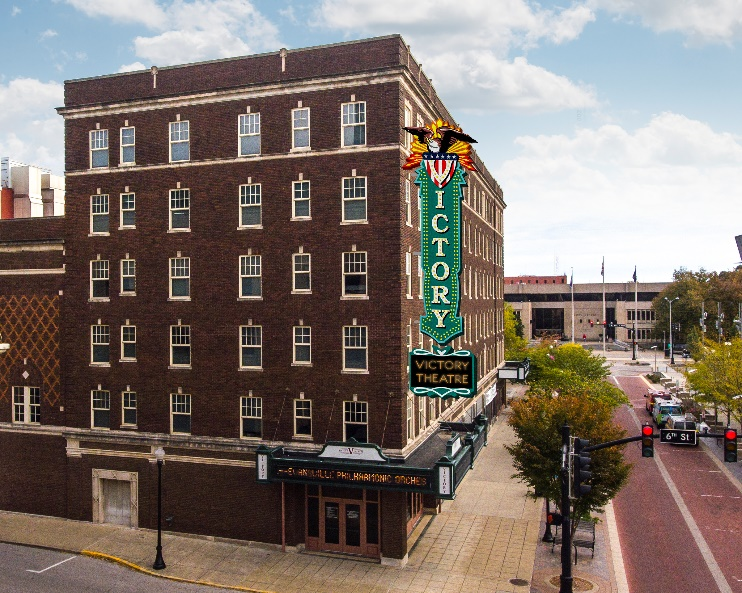 VICTORY
VICTORY
THEATRE
EVANSVILLE PHILHARMONIC ORCHES
6TH ST